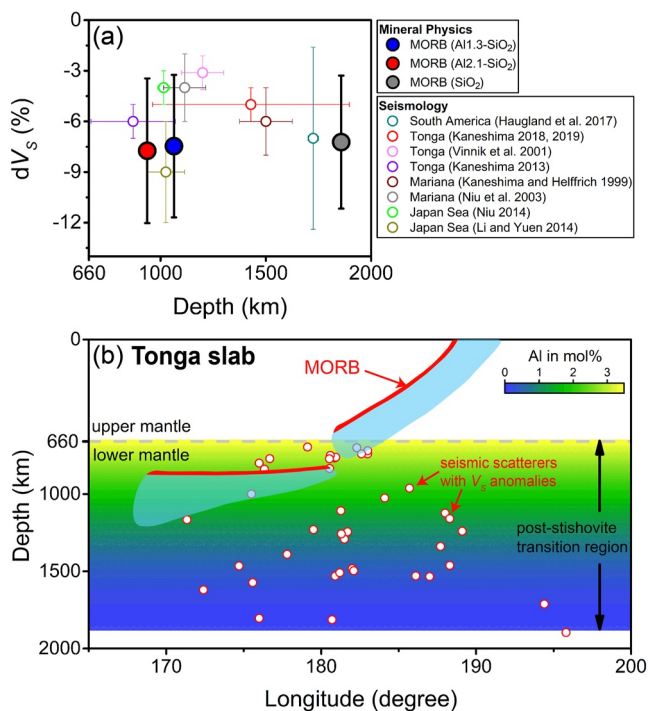 (a)
0
-3
-6
-9
-12
dVS (%)
660
1000
1500
2000
Depth (km)
Mineral Physics
MORB (Al1.3-SiO2)
MORB (Al2.1-SiO2)
MORB (SiO2)
Seismology
South America (Haugland et al. 2017)
Tonga (Kaneshima 2018, 2019)
Tonga (Vinnik et al. 2001)
Tonga (Kaneshima 2013)
Mariana (Kaneshima and Helffrich 1999)
Mariana (Niu et al. 2003)
Japan Sea (Niu 2014)
Japan Sea (Li and Yuen 2014)
(b) Tonga slab
Al in mol%
0 1 2 3
MORB
upper mantle
lower mantle
seismic scatterers
with VS anomalies
post-stishovite
transition region
0
660
1000
1500
2000
Depth (km)
170
180
190
200
Longitude (degree)